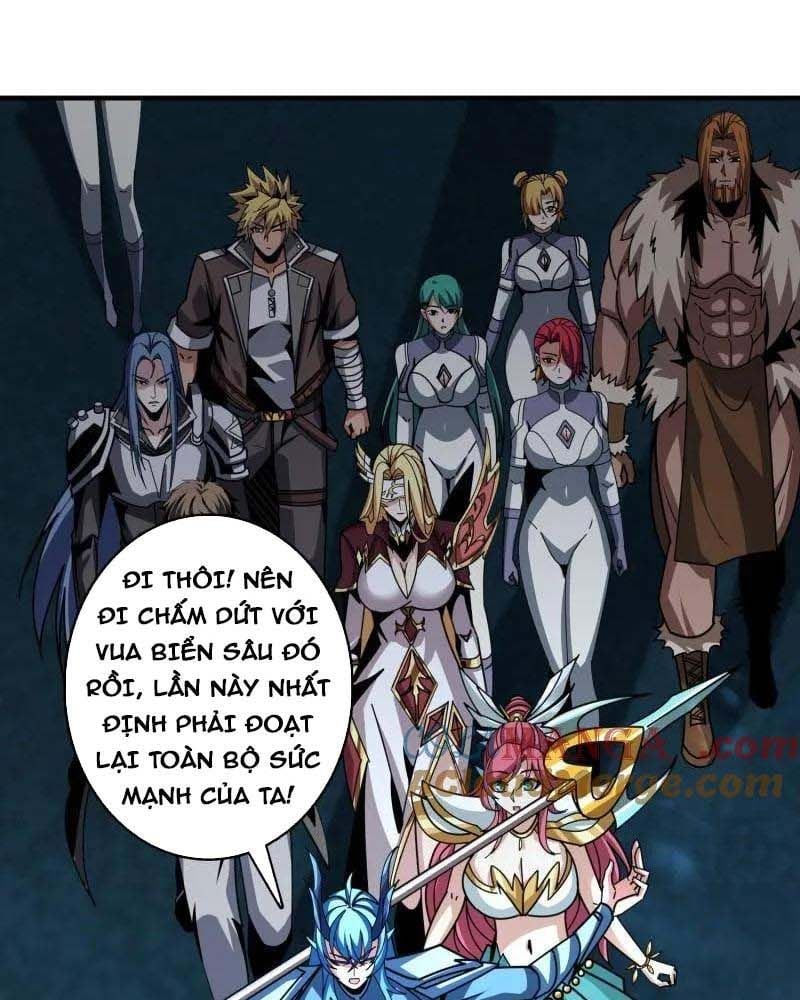 ĐI THÔI! NÊN
ĐI CHẤM DỨT VỚI
VUA BIỂN SÂU ĐÓ
RỒI, LẦN NÀY NHẤT
ĐỊNH PHẢI ĐOẠT
LẠI TOÀN BỘ SỨC
MẠNH CỦA TA!